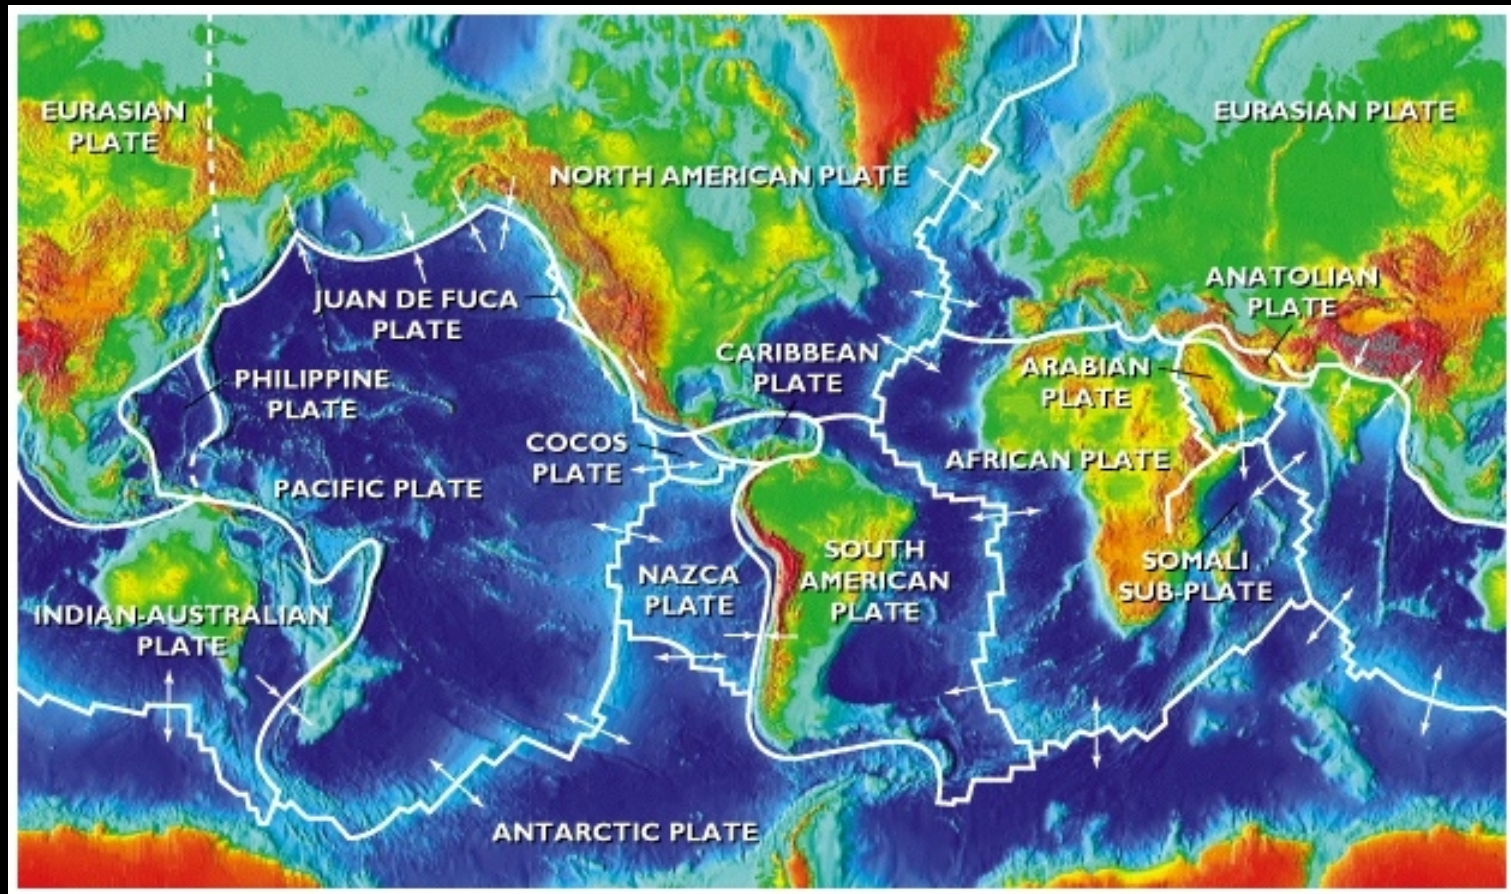 EURASIAN
PLATE
EURASIAN PLATE
NORTH AMERICAN PLATE
ANATOLIAN
PLATE
JUAN DE FUCA
PLATE
CARIBBEAN
PLATE
ARABIAN
PLATE
PHILIPPINE
PLATE
COCOS
PLATE
AFRICAN PLATE
PACIFIC PLATE
SOUTH
AMERICAN
PLATE
SOMALI
SUB-PLATE
NAZCA
PLATE
INDIAN-AUSTRALIAN
PLATE
ANTARCTIC PLATE